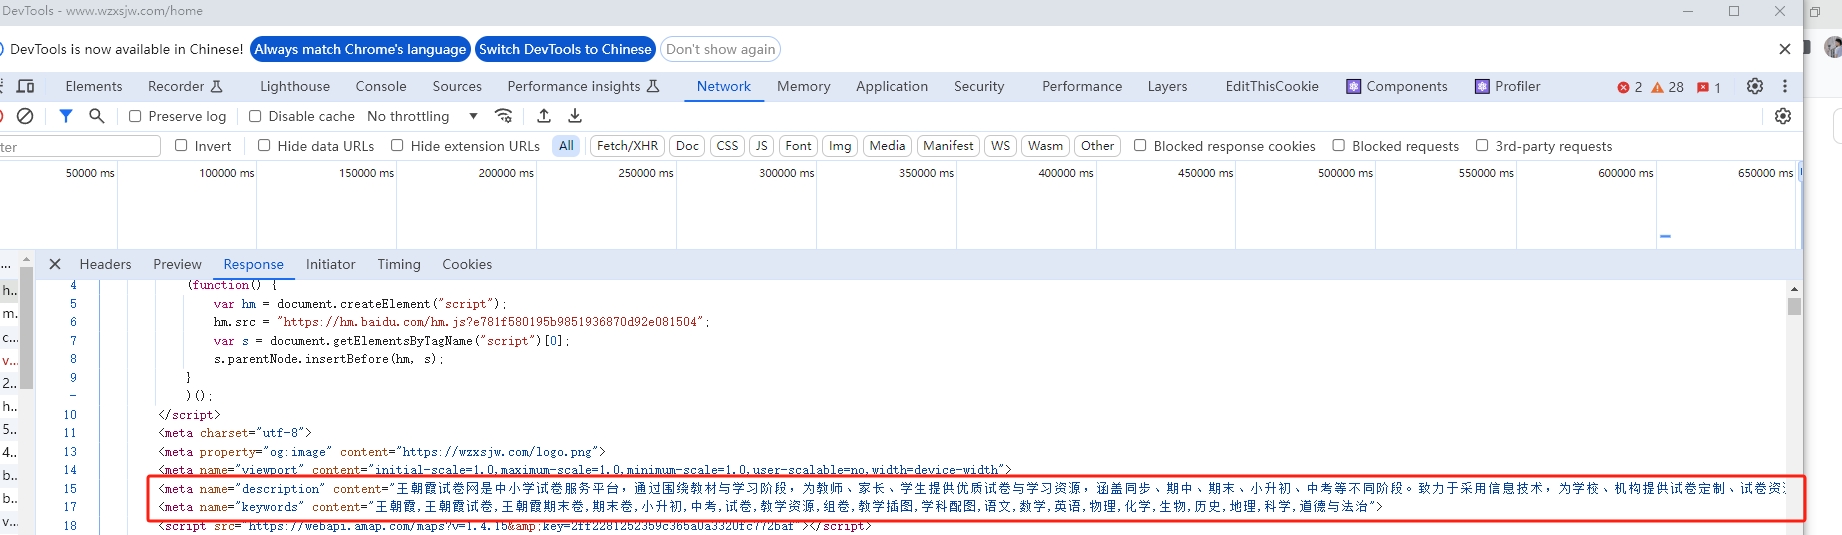 DevTools - www.wzxsjw.com/home
DevTools is now available in Chinese! Always match Chrome's language Switch DevTools to Chinese Don't show again
Elements Recorder Lighthouse Console Sources Performance insights Network Memory Application Security Performance Layers EditThisCookie Components Profiler 2 28 1
Preserve log Disable cache No throttling
Invert Hide data URLs Hide extension URLs All Fetch/XHR Doc CSS JS Font Img Media Manifest WS Wasm Other Blocked response cookies Blocked requests 3rd-party requests
50000 ms 100000 ms 150000 ms 200000 ms 250000 ms 300000 ms 350000 ms 400000 ms 450000 ms 500000 ms 550000 ms 600000 ms 650000 ms
... Headers Preview Response Initiator Timing Cookies
h...
m...
c...
v...
2...
h...
5...
4...
b...
b...
v...
4 (function() {
5 var hm = document.createElement("script");
6 hm.src = "https://hm.baidu.com/hm.js?e781f580195b9851936870d92e081504";
7 var s = document.getElementsByTagName("script")[0];
8 s.parentNode.insertBefore(hm, s);
9 }
- )();
10 </script>
11 <meta charset="utf-8">
13 <meta property="og:image" content="https://wzxsjw.com/logo.png">
14 <meta name="viewport" content="initial-scale=1.0,maximum-scale=1.0,minimum-scale=1.0,user-scalable=no,width=device-width">
15 <meta name="description" content="王朝霞试卷网是中小学试卷服务平台，通过围绕教材与学习阶段，为教师、家长、学生提供优质试卷与学习资源，涵盖同步、期中、期末、小升初、中考等不同阶段。致力于采用信息技术，为学校、机构提供试卷定制、试卷资
17 <meta name="keywords" content="王朝霞,王朝霞试卷,王朝霞期末卷,期末卷,小升初,中考,试卷,教学资源,组卷,教学插图,学科配图,语文,数学,英语,物理,化学,生物,历史,地理,科学,道德与法治">
18 <script src="https://webapi.amap.com/maps?v=1.4.15&amp;key=2ff2281252359c365a0a3320fc772baf"></script>